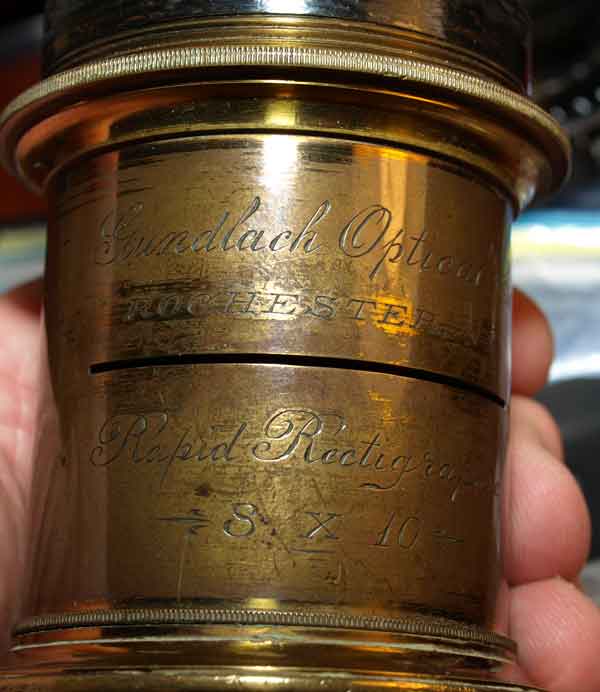 Gundlach Optical
ROCHESTER N
Rapid Rectigraph
8 X 10